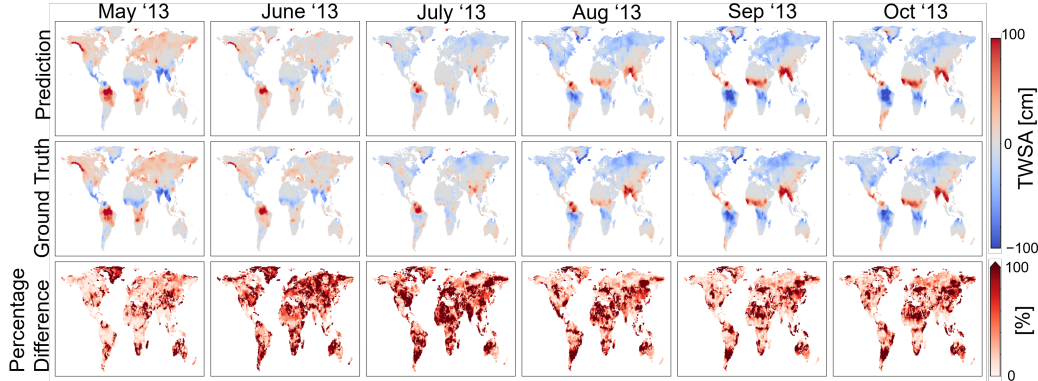 May ‘13 June ‘13 July ‘13 Aug ‘13 Sep ‘13 Oct ‘13
Prediction
Ground Truth
Percentage
Difference
100
0
−100
TWSA [cm]
100
0
[%]